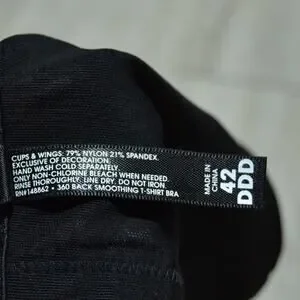 CUPS & WINGS: 79% NYLON 21% SPANDEX.
EXCLUSIVE OF DECORATION.
HAND WASH COLD SEPARATELY.
ONLY NON-CHLORINE BLEACH WHEN NEEDED.
RINSE THOROUGHLY. LINE DRY. DO NOT IRON.
RN#148862 • 360 BACK SMOOTHING T-SHIRT BRA
MADE IN
CHINA
42
DDD